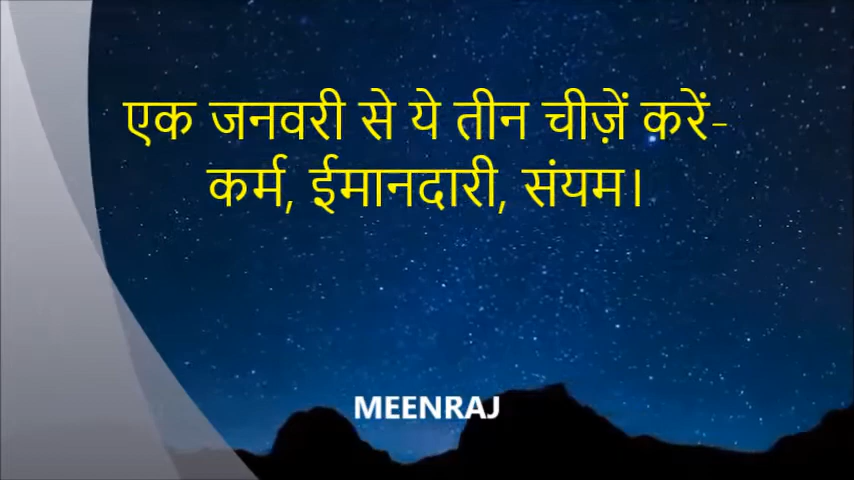 एक जनवरी से ये तीन चीज़ें करें-
कर्म, ईमानदारी, संयम।
MEENRAJ